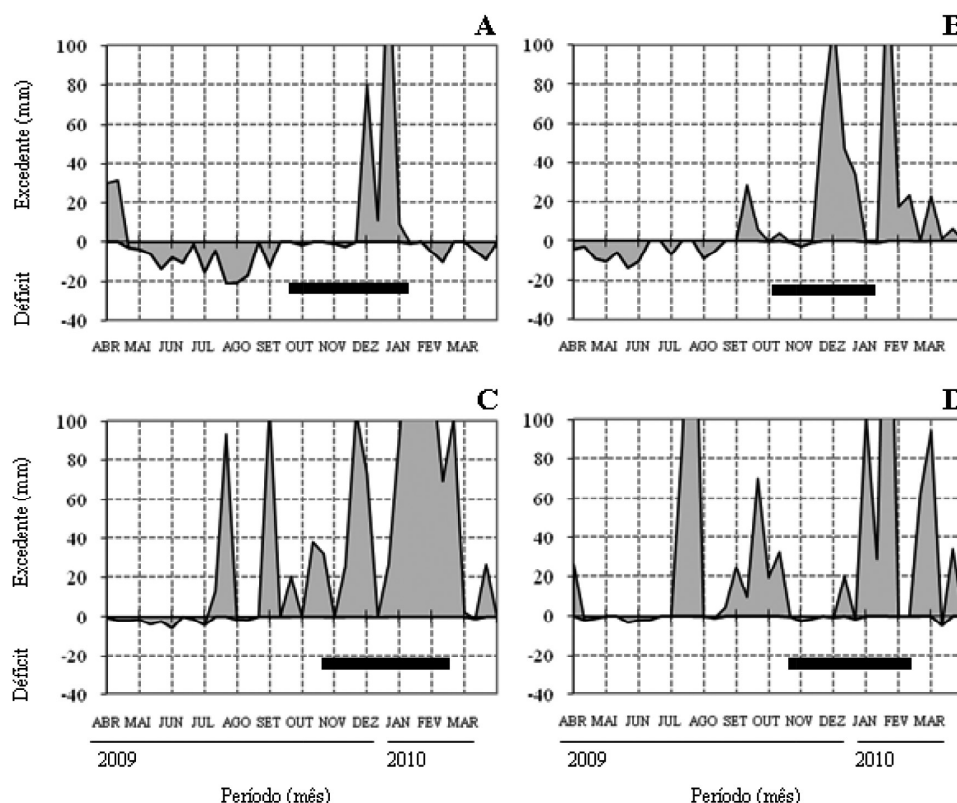 A
100
80
60
40
20
0
-20
-40
Excedente (mm)
Déficit
ABR MAI JUN JUL AGO SET OUT NOV DEZ JAN FEV MAR
B
100
80
60
40
20
0
-20
-40
ABR MAI JUN JUL AGO SET OUT NOV DEZ JAN FEV MAR
C
100
80
60
40
20
0
-20
-40
Excedente (mm)
Déficit
ABR MAI JUN JUL AGO SET OUT NOV DEZ JAN FEV MAR
2009 2010
Período (mês)
D
100
80
60
40
20
0
-20
-40
ABR MAI JUN JUL AGO SET OUT NOV DEZ JAN FEV MAR
2009 2010
Período (mês)